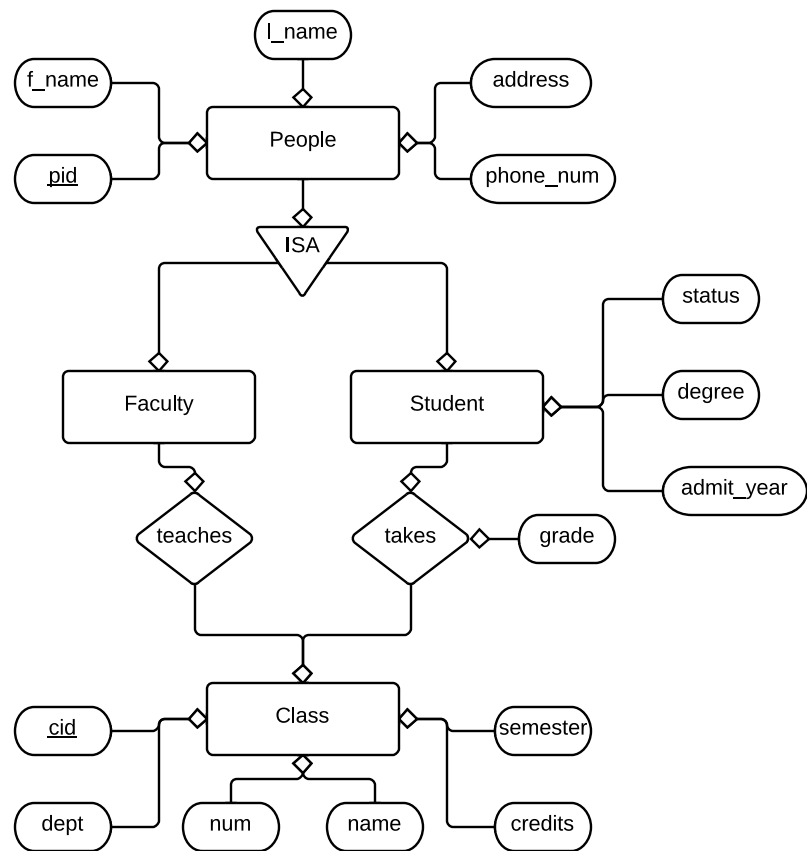 l_name
f_name
address
People
pid
phone_num
ISA
status
Faculty
Student
degree
admit_year
teaches
takes
grade
cid
Class
semester
dept
num
name
credits